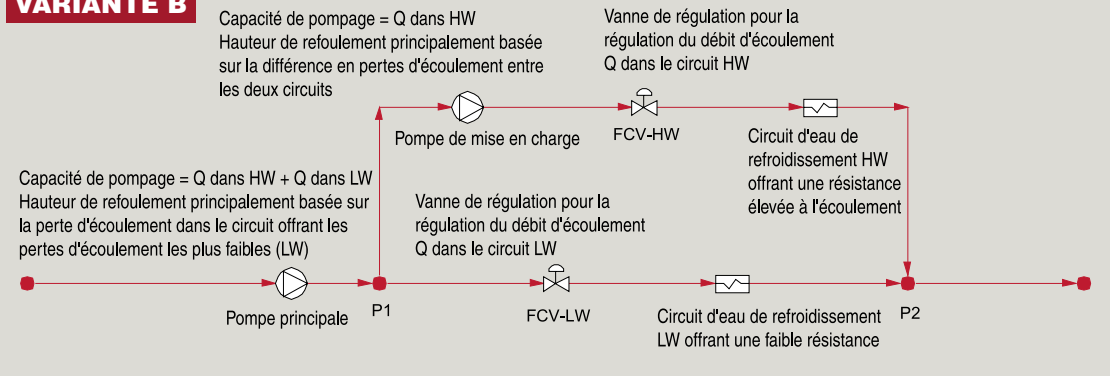 VARIANTE B
Capacité de pompage = Q dans HW
Hauteur de refoulement principalement basée
sur la différence en pertes d'écoulement entre
les deux circuits
Vanne de régulation pour la
régulation du débit d'écoulement
Q dans le circuit HW
Pompe de mise en charge
FCV-HW
Circuit d'eau de
refroidissement HW
offrant une résistance
élevée à l'écoulement
Capacité de pompage = Q dans HW + Q dans LW
Hauteur de refoulement principalement basée sur
la perte d'écoulement dans le circuit offrant les
pertes d'écoulement les plus faibles (LW)
Vanne de régulation pour la
régulation du débit d'écoulement
Q dans le circuit LW
Pompe principale
P1
FCV-LW
Circuit d'eau de refroidissement
LW offrant une faible résistance
P2